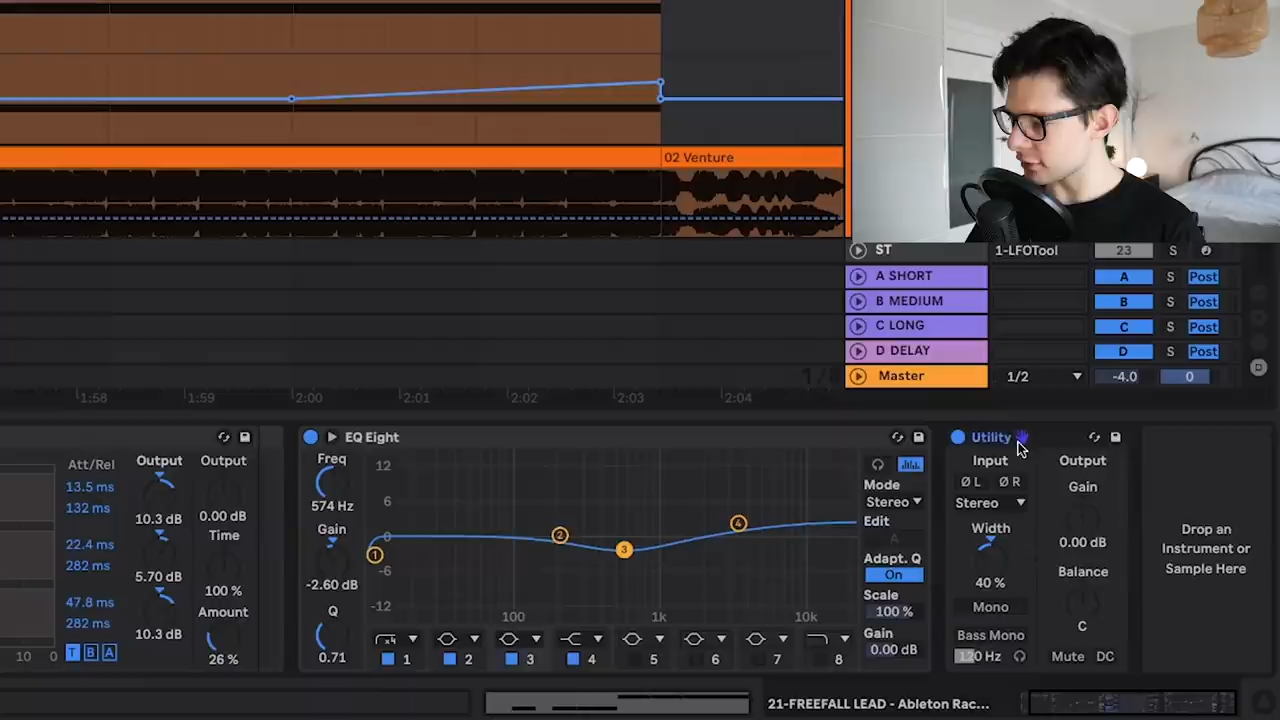 02 Venture
ST 1-LFOTool 23 S
A SHORT A S Post
B MEDIUM B S Post
C LONG C S Post
D DELAY D S Post
Master 1/2 -4.0 0
1/8
1:58 1:59 2:00 2:01 2:02 2:03 2:04
D
Att/Rel
13.5 ms
132 ms
22.4 ms
282 ms
47.8 ms
282 ms
T B A
10 0
Output
10.3 dB
5.70 dB
10.3 dB
Output
0.00 dB
Time
100 %
Amount
26 %
EQ Eight
Freq
574 Hz
Gain
-2.60 dB
Q
0.71
12
6
0
-6
-12
1 2 3 4
100 1k 10k
x4
1 2 3 4 5 6 7 8
Mode
Stereo
Edit
A
Adapt. Q
On
Scale
100 %
Gain
0.00 dB
Utility
Input
Ø L Ø R
Stereo
Width
40 %
Mono
Bass Mono
120 Hz
Output
Gain
0.00 dB
Balance
C
Mute DC
Drop an
Instrument or
Sample Here
21-FREEFALL LEAD - Ableton Rac...